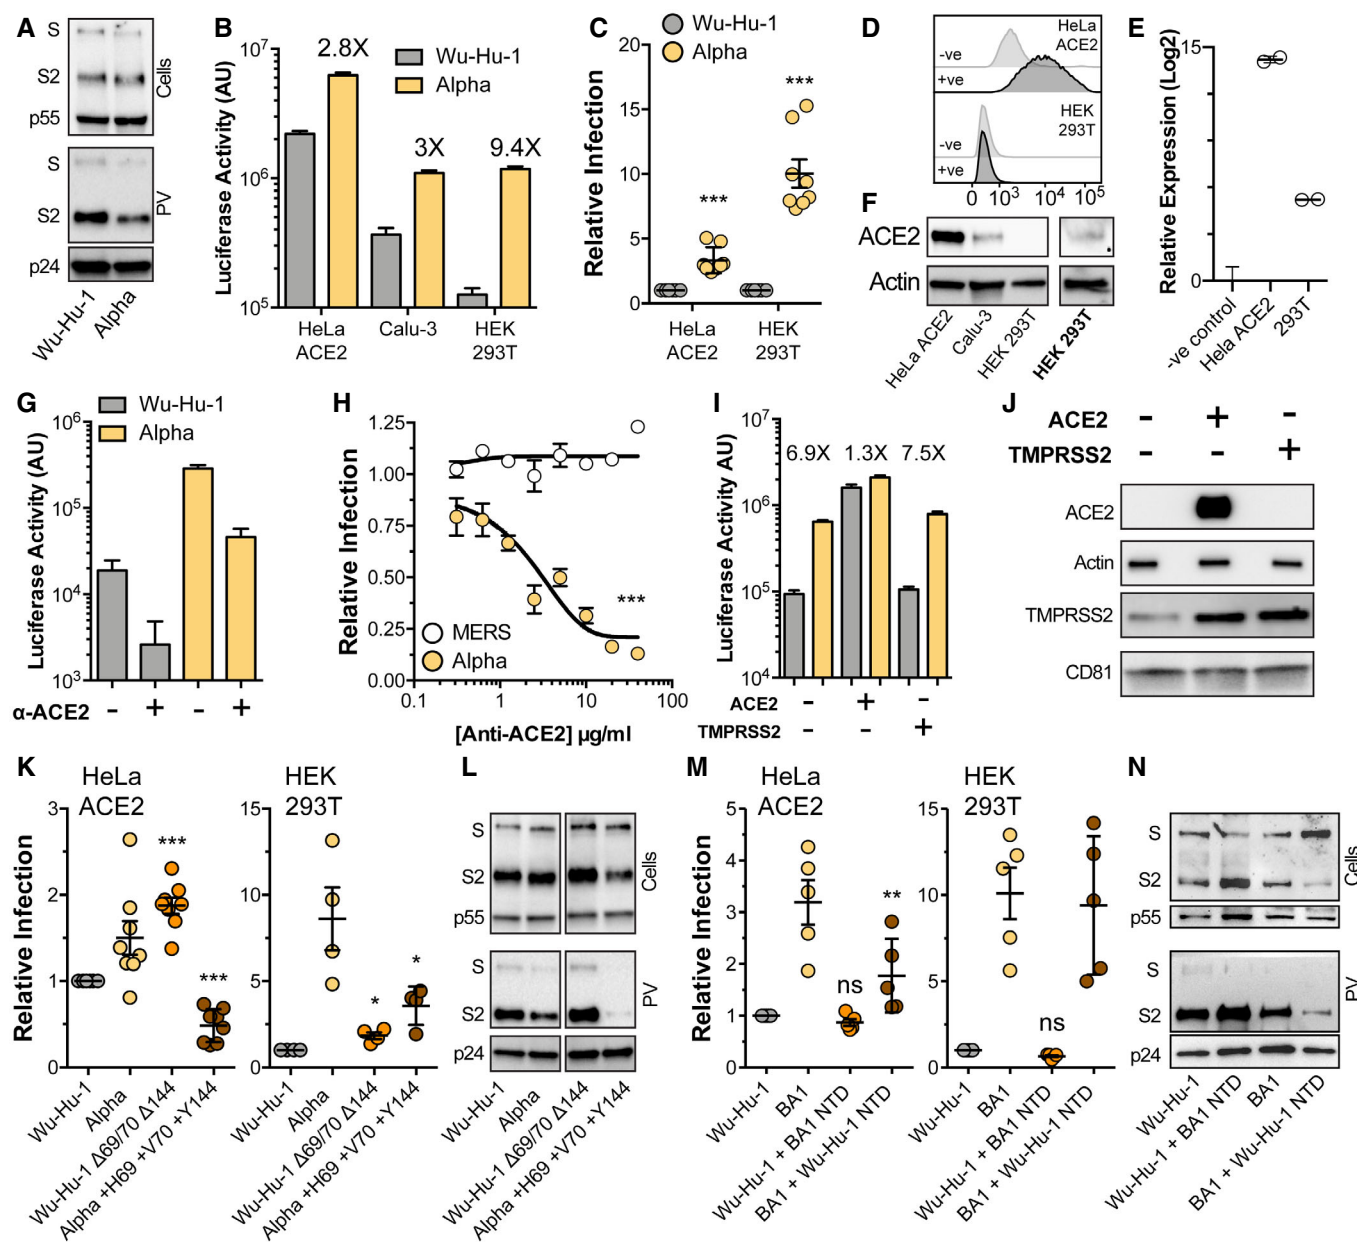 A
S
S2
p55
Cells
S
S2
PV
p24
Wu-Hu-1
Alpha
B
Luciferase Activity (AU)
10^7
10^6
10^5
2.8X
3X
9.4X
Wu-Hu-1
Alpha
HeLa
ACE2
Calu-3
HEK
293T
C
Wu-Hu-1
Alpha
Relative Infection
20
15
10
5
0
***
***
HeLa
ACE2
HEK
293T
D
HeLa
ACE2
-ve
+ve
HEK
293T
-ve
+ve
0 10^3 10^4 10^5
E
Relative Expression (Log2)
15
0
-ve control
Hela ACE2
293T
F
ACE2
Actin
HeLa ACE2
Calu-3
HEK 293T
HEK 293T
G
Wu-Hu-1
Alpha
Luciferase Activity (AU)
10^6
10^5
10^4
10^3
α-ACE2 - + - +
H
Relative Infection
1.25
1.00
0.75
0.50
0.25
0.00
***
MERS
Alpha
0.1 1 10 100
[Anti-ACE2] µg/ml
I
Luciferase Activity AU)
10^7
10^6
10^5
10^4
6.9X 1.3X 7.5X
ACE2 - + -
TMPRSS2 - - +
J
ACE2 - + -
TMPRSS2 - - +
ACE2
Actin
TMPRSS2
CD81
K
HeLa
ACE2
Relative Infection
3
2
1
0
***
***
Wu-Hu-1
Alpha
Wu-Hu-1 Δ69/70 Δ144
Alpha +H69 +V70 +Y144
HEK
293T
15
10
5
0
*
*
Wu-Hu-1
Alpha
Wu-Hu-1 Δ69/70 Δ144
Alpha +H69 +V70 +Y144
L
S
S2
p55
Cells
S
S2
PV
p24
Wu-Hu-1
Alpha
Wu-Hu-1 Δ69/70 Δ144
Alpha +H69 +V70 +Y144
M
HeLa
ACE2
Relative Infection
5
4
3
2
1
0
ns
**
Wu-Hu-1
BA1
Wu-Hu-1 + BA1 NTD
BA1 + Wu-Hu-1 NTD
HEK
293T
15
10
5
0
ns
Wu-Hu-1
BA1
Wu-Hu-1 + BA1 NTD
BA1 + Wu-Hu-1 NTD
N
S
S2
p55
Cells
S
S2
PV
p24
Wu-Hu-1
Wu-Hu-1 + BA1 NTD
BA1
BA1 + Wu-Hu-1 NTD